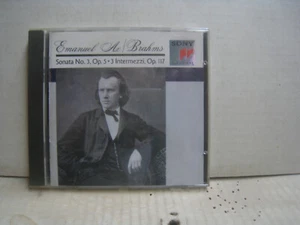 Emanuel Ax/Brahms
SONY
Sonata No. 3, Op. 5 • 3 Intermezzi, Op. 117